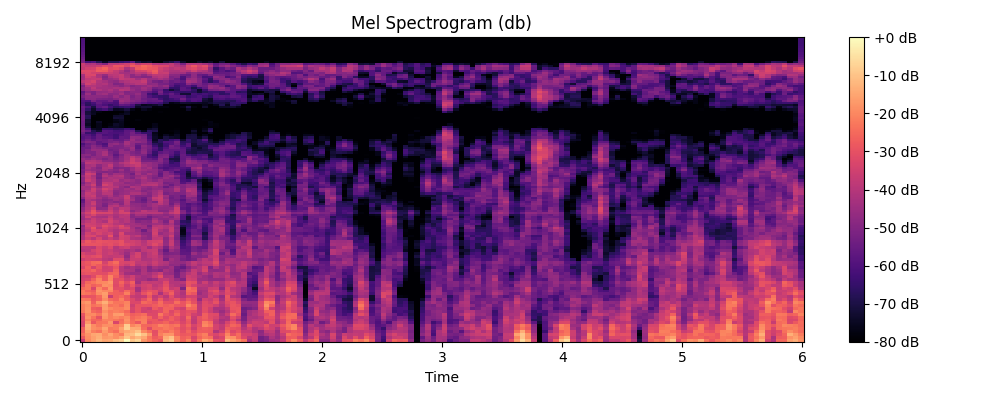 Mel Spectrogram (db)
Hz
8192
4096
2048
1024
512
0
0 1 2 3 4 5 6
Time
+0 dB
-10 dB
-20 dB
-30 dB
-40 dB
-50 dB
-60 dB
-70 dB
-80 dB